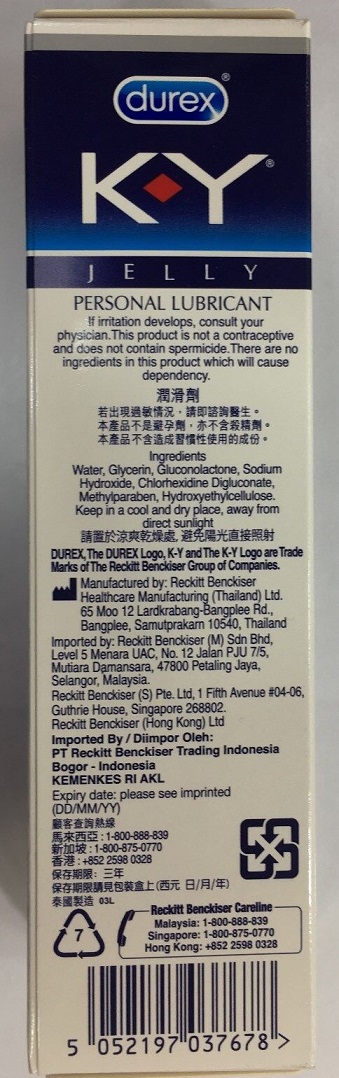 durex®
K-Y®
JELLY
PERSONAL LUBRICANT
If irritation develops, consult your
physician.This product is not a contraceptive
and does not contain spermicide.There are no
ingredients in this product which will cause
dependency.
潤滑劑
若出現過敏情況，請即諮詢醫生。
本產品不是避孕劑，亦不含殺精劑。
本產品不含造成習慣性使用的成份。
Ingredients
Water, Glycerin, Gluconolactone, Sodium
Hydroxide, Chlorhexidine Digluconate,
Methylparaben, Hydroxyethylcellulose.
Keep in a cool and dry place, away from
direct sunlight
請置於涼爽乾燥處, 避免陽光直接照射
DUREX, The DUREX Logo, K-Y and The K-Y Logo are Trade
Marks of The Reckitt Benckiser Group of Companies.
Manufactured by: Reckitt Benckiser
Healthcare Manufacturing (Thailand) Ltd.
65 Moo 12 Lardkrabang-Bangplee Rd.,
Bangplee, Samutprakarn 10540, Thailand
Imported by: Reckitt Benckiser (M) Sdn Bhd,
Level 5 Menara UAC, No. 12 Jalan PJU 7/5,
Mutiara Damansara, 47800 Petaling Jaya,
Selangor, Malaysia.
Reckitt Benckiser (S) Pte. Ltd, 1 Fifth Avenue #04-06,
Guthrie House, Singapore 268802.
Reckitt Benckiser (Hong Kong) Ltd
Imported By / Diimpor Oleh:
PT Reckitt Benckiser Trading Indonesia
Bogor - Indonesia
KEMENKES RI AKL
Expiry date: please see imprinted
(DD/MM/YY)
顧客查詢熱線
馬來西亞 : 1-800-888-839
新加坡 : 1-800-875-0770
香港 : +852 2598 0328
保存期限: 三年
保存期限請見包裝盒上 (西元 日/月/年)
泰國製造 03L
7
Reckitt Benckiser Careline
Malaysia: 1-800-888-839
Singapore: 1-800-875-0770
Hong Kong: +852 2598 0328
5 052197 037678 >